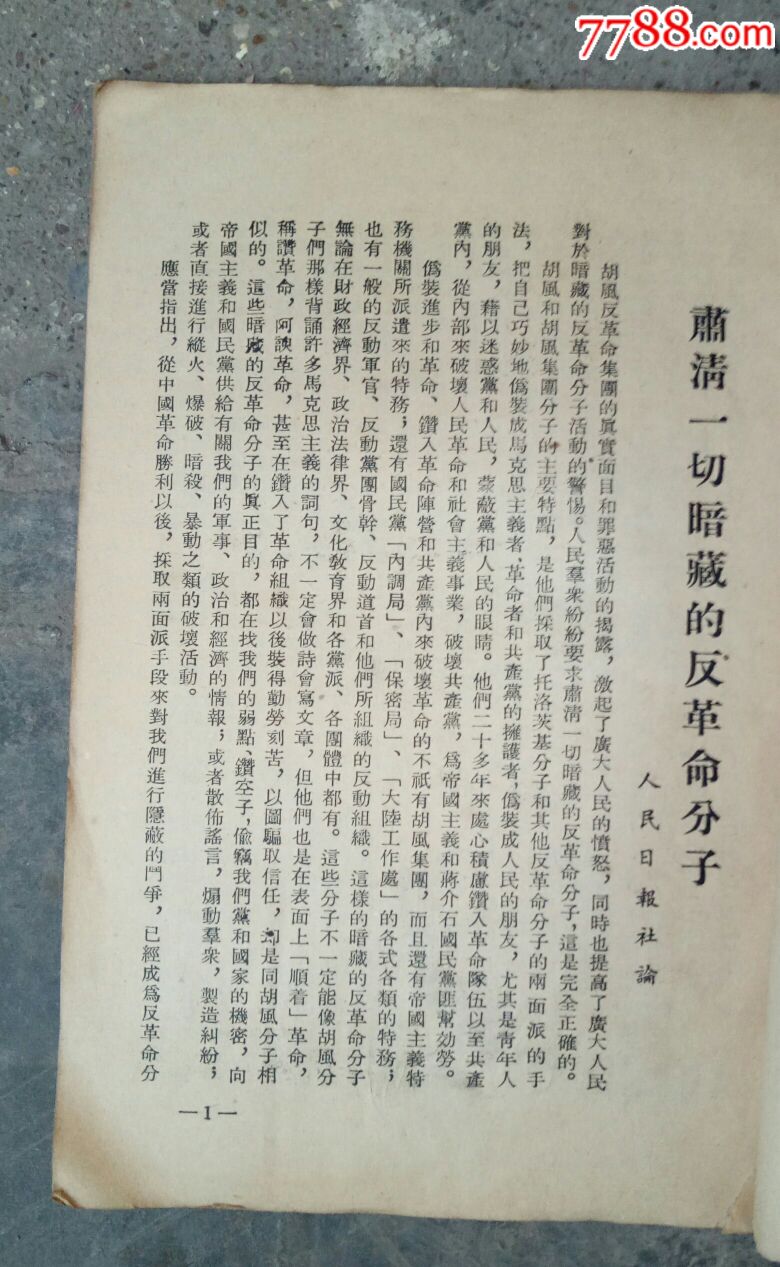 7788.com
肅清一切暗藏的反革命分子
人民日報社論
胡風反革命集團的眞實面目和罪惡活動的揭露，激起了廣大人民的憤怒，同時也提高了廣大人民
對於暗藏的反革命分子活動的警惕。人民羣衆紛紛要求肅清一切暗藏的反革命分子，這是完全正確的。
胡風和胡風集團分子的主要特點，是他們採取了托洛茨基分子和其他反革命分子的兩面派的手
法，把自己巧妙地僞裝成馬克思主義者、革命者和共產黨的擁護者，僞裝成人民的朋友，尤其是靑年人
的朋友，藉以迷惑黨和人民，蒙蔽黨和人民的眼睛。他們二十多年來處心積慮鑽入革命隊伍以至共產
黨內，從內部來破壞人民革命和社會主義事業，破壞共產黨，爲帝國主義和蔣介石國民黨匪幫効勞。
僞裝進步和革命、鑽入革命陣營和共產黨內來破壞革命的不祇有胡風集團，而且還有帝國主義特
務機關所派遣來的特務；還有國民黨「內調局」、「保密局」、「大陸工作處」的各式各類的特務；
也有一般的反動軍官、反動黨團骨幹、反動道首和他們所組織的反動組織。這樣的暗藏的反革命分子
無論在財政經濟界、政治法律界、文化敎育界和各黨派、各團體中都有。這些分子不一定能像胡風分
子們那樣背誦許多馬克思主義的詞句，不一定會做詩會寫文章，但他們也是在表面上「順着」革命，
稱讚革命，阿諛革命，甚至在鑽入了革命組織以後裝得勤勞刻苦，以圖騙取信任，却是同胡風分子相
似的。這些暗藏的反革命分子的眞正目的，都在找我們的弱點、鑽空子，偸竊我們黨和國家的機密，向
帝國主義和國民黨供給有關我們的軍事、政治和經濟的情報；或者散佈謠言，煽動羣衆，製造糾紛；
或者直接進行縱火、爆破、暗殺、暴動之類的破壞活動。
應當指出，從中國革命勝利以後，採取兩面派手段來對我們進行隱蔽的鬥爭，已經成爲反革命分
—1—